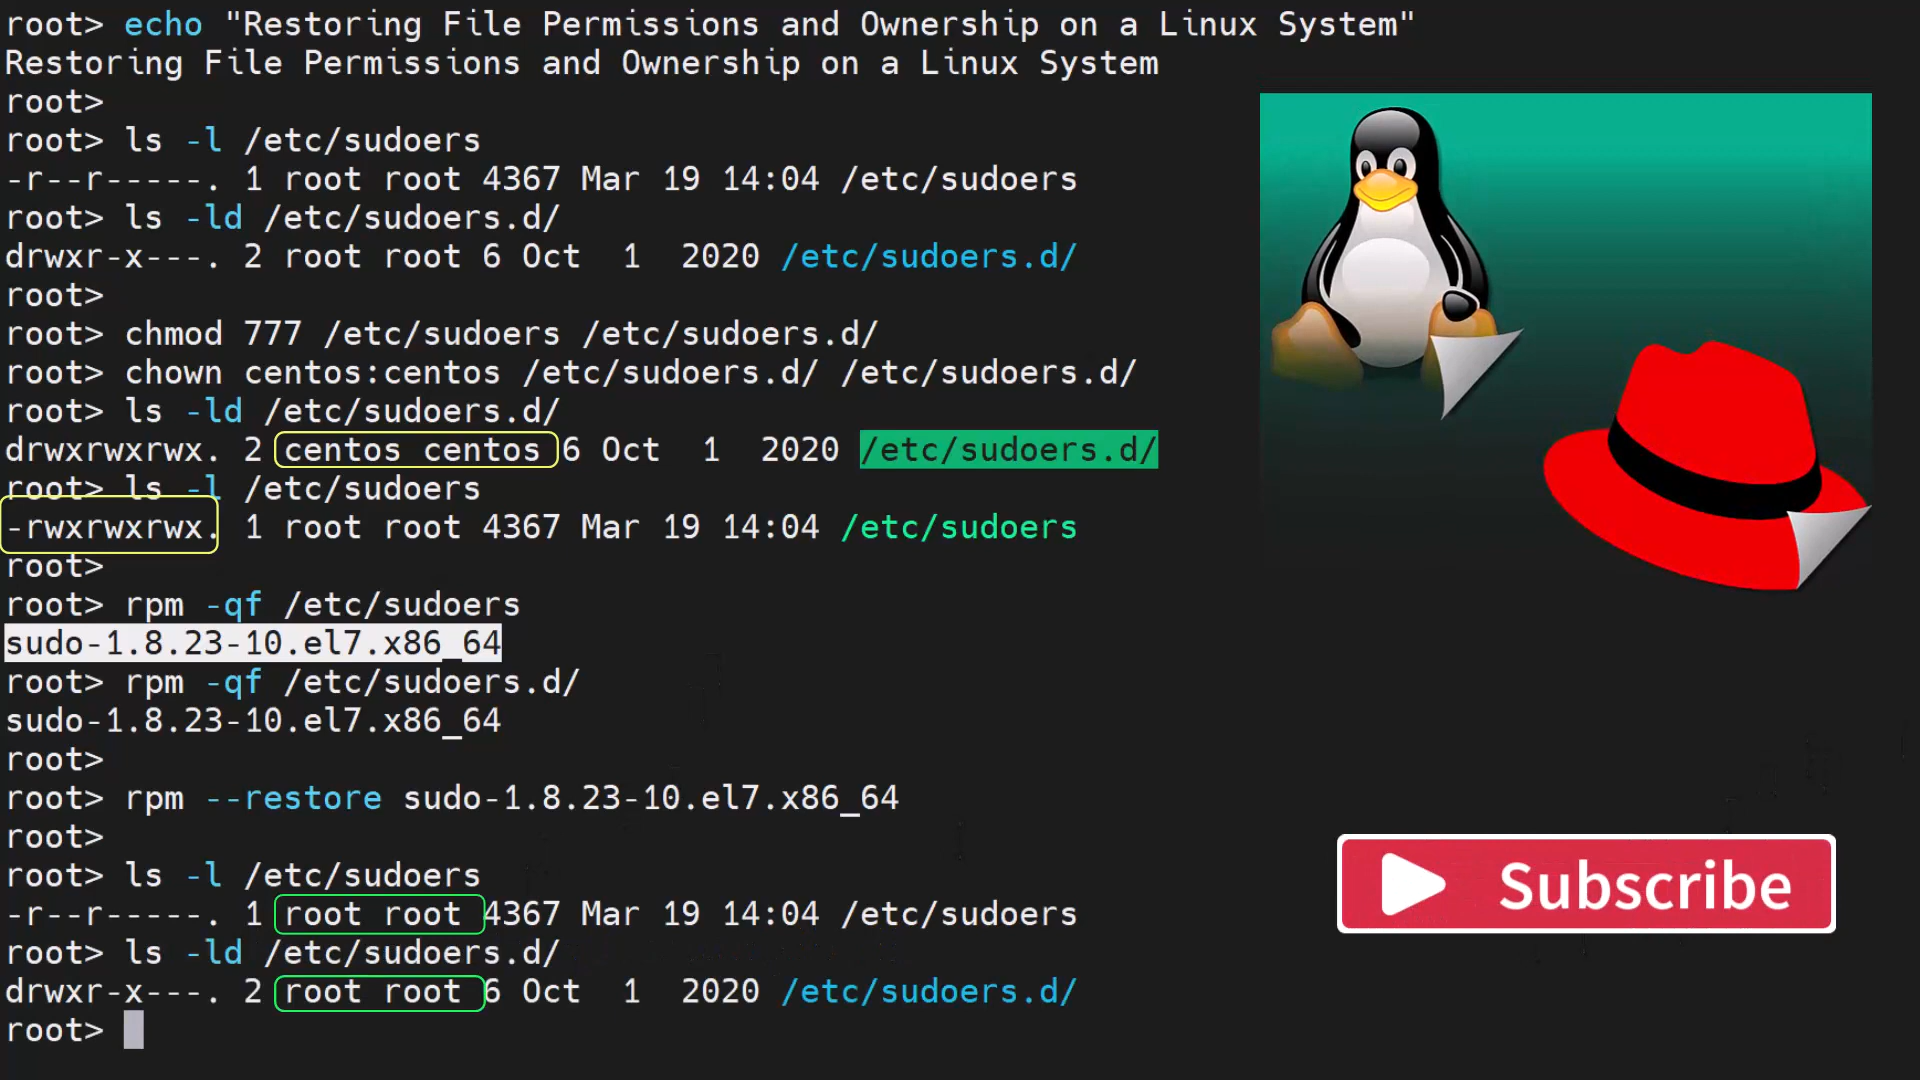 root> echo "Restoring File Permissions and Ownership on a Linux System"
Restoring File Permissions and Ownership on a Linux System
root>
root> ls -l /etc/sudoers
-r--r-----. 1 root root 4367 Mar 19 14:04 /etc/sudoers
root> ls -ld /etc/sudoers.d/
drwxr-x---. 2 root root 6 Oct  1  2020 /etc/sudoers.d/
root>
root> chmod 777 /etc/sudoers /etc/sudoers.d/
root> chown centos:centos /etc/sudoers.d/ /etc/sudoers.d/
root> ls -ld /etc/sudoers.d/
drwxrwxrwx. 2 centos centos 6 Oct  1  2020 /etc/sudoers.d/
root> ls -l /etc/sudoers
-rwxrwxrwx. 1 root root 4367 Mar 19 14:04 /etc/sudoers
root>
root> rpm -qf /etc/sudoers
sudo-1.8.23-10.el7.x86_64
root> rpm -qf /etc/sudoers.d/
sudo-1.8.23-10.el7.x86_64
root>
root> rpm --restore sudo-1.8.23-10.el7.x86_64
root>
root> ls -l /etc/sudoers
-r--r-----. 1 root root 4367 Mar 19 14:04 /etc/sudoers
root> ls -ld /etc/sudoers.d/
drwxr-x---. 2 root root 6 Oct  1  2020 /etc/sudoers.d/
root>
Subscribe